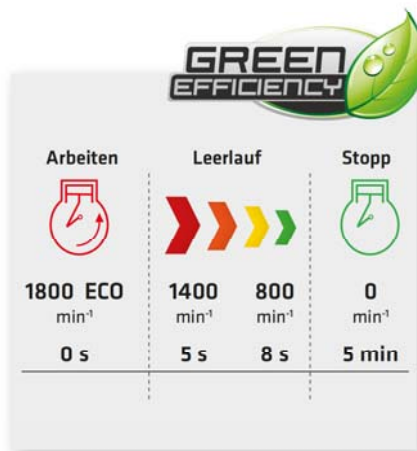 GREEN
EFFICIENCY
Arbeiten Leerlauf Stopp
1800 ECO 1400 800 0
min⁻¹ min⁻¹ min⁻¹ min⁻¹
0 s 5 s 8 s 5 min